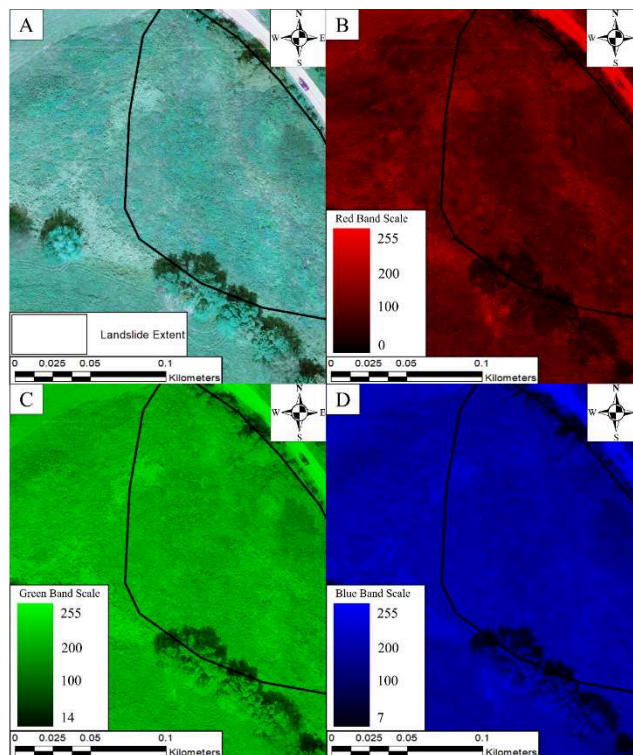 A
N
W E
S
Landslide Extent
0 0.025 0.05 0.1
Kilometers
B
N
W E
S
Red Band Scale
255
200
100
0
0 0.025 0.05 0.1
Kilometers
C
N
W E
S
Green Band Scale
255
200
100
14
0 0.025 0.05 0.1
Kilometers
D
N
W E
S
Blue Band Scale
255
200
100
7
0 0.025 0.05 0.1
Kilometers